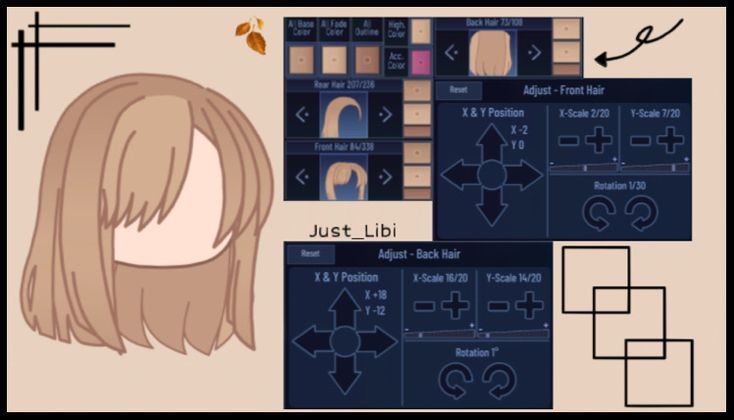 All Base Color
All Fade Color
All Outline
High. Color
Acc. Color
Back Hair 73/108
Rear Hair 207/236
Front Hair 84/338
Reset
Adjust - Front Hair
X & Y Position
X -2
Y 0
X-Scale 2/20
Y-Scale 7/20
Rotation 1/30
Just_Libi
Reset
Adjust - Back Hair
X & Y Position
X +18
Y -12
X-Scale 16/20
Y-Scale 14/20
Rotation 1°